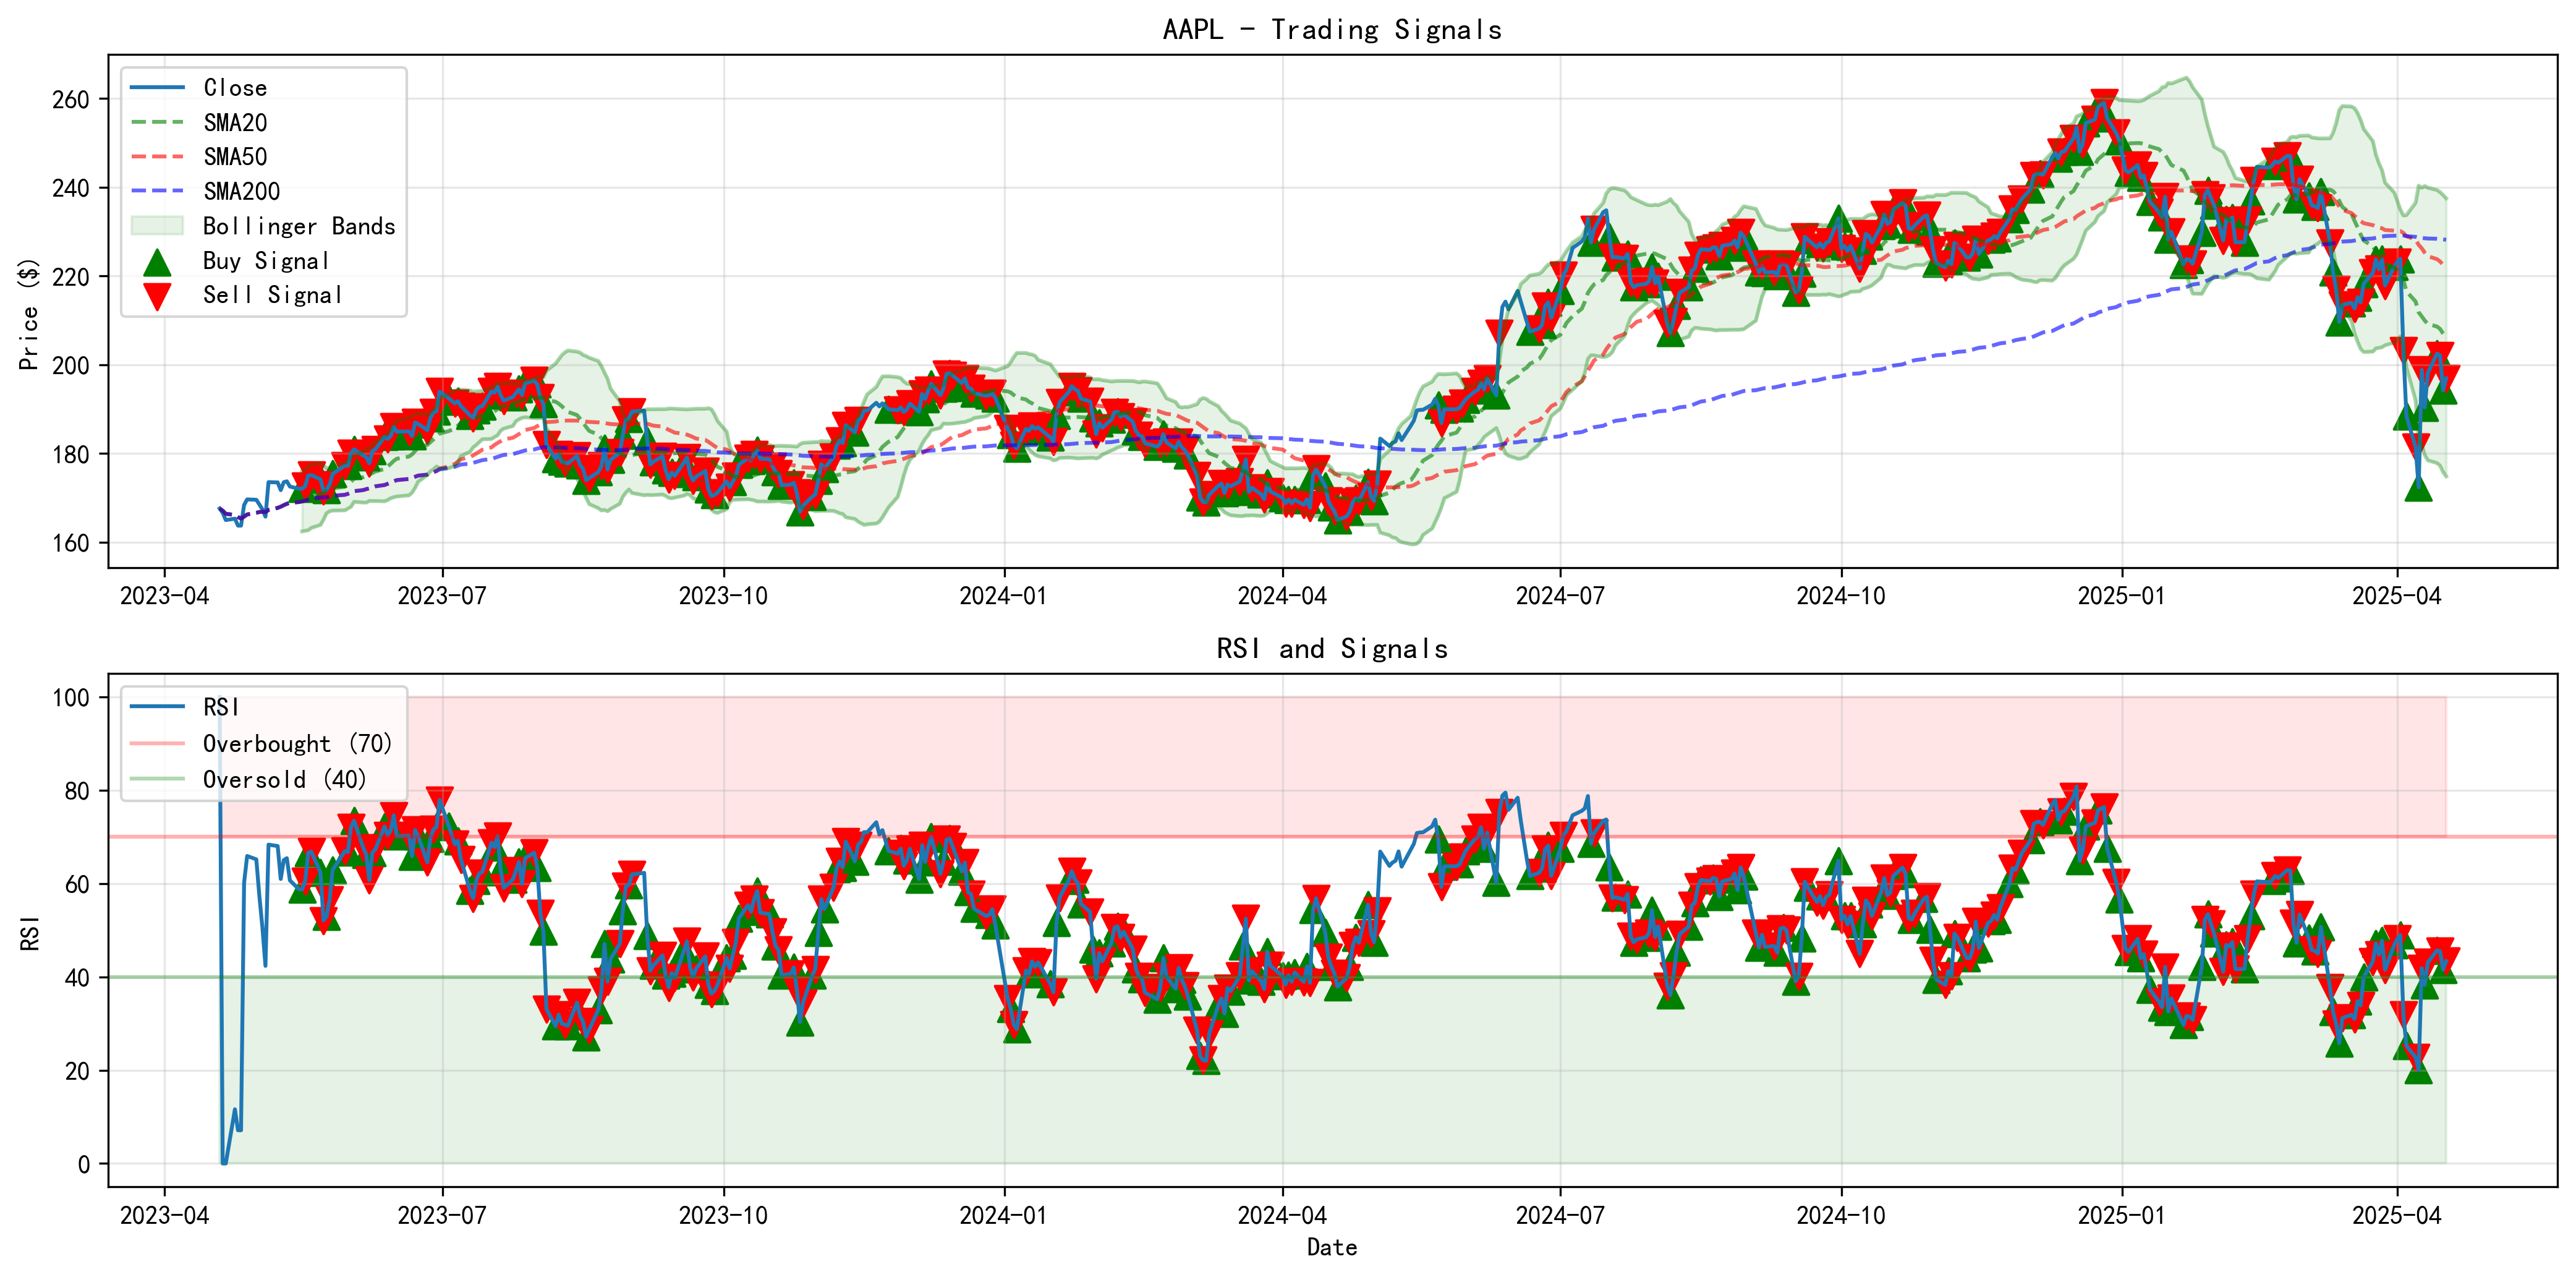 AAPL - Trading Signals
Price ($)
260
240
220
200
180
160
Close
SMA20
SMA50
SMA200
Bollinger Bands
Buy Signal
Sell Signal
2023-04 2023-07 2023-10 2024-01 2024-04 2024-07 2024-10 2025-01 2025-04
RSI and Signals
RSI
100
80
60
40
20
0
RSI
Overbought (70)
Oversold (40)
2023-04 2023-07 2023-10 2024-01 2024-04 2024-07 2024-10 2025-01 2025-04
Date